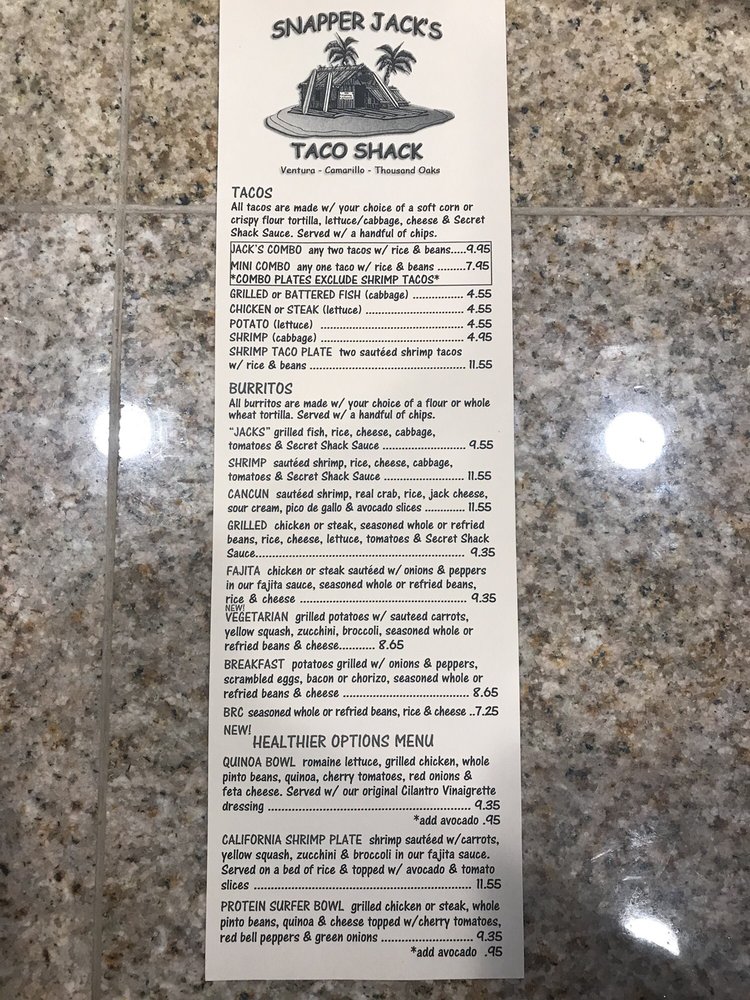 SNAPPER JACK'S
TACO SHACK
Ventura - Camarillo - Thousand Oaks
TACOS
All tacos are made w/ your choice of a soft corn or
crispy flour tortilla, lettuce/cabbage, cheese & Secret
Shack Sauce. Served w/ a handful of chips.
JACK'S COMBO any two tacos w/ rice & beans.....9.95
MINI COMBO any one taco w/ rice & beans .........7.95
*COMBO PLATES EXCLUDE SHRIMP TACOS*
GRILLED or BATTERED FISH (cabbage) ............... 4.55
CHICKEN or STEAK (lettuce) ............................. 4.55
POTATO (lettuce) ........................................... 4.55
SHRIMP (cabbage) .......................................... 4.95
SHRIMP TACO PLATE two sautéed shrimp tacos
w/ rice & beans ............................................... 11.55
BURRITOS
All burritos are made w/ your choice of a flour or whole
wheat tortilla. Served w/ a handful of chips.
"JACKS" grilled fish, rice, cheese, cabbage,
tomatoes & Secret Shack Sauce ......................... 9.55
SHRIMP sautéed shrimp, rice, cheese, cabbage,
tomatoes & Secret Shack Sauce ........................ 11.55
CANCUN sautéed shrimp, real crab, rice, jack cheese,
sour cream, pico de gallo & avocado slices ............ 11.55
GRILLED chicken or steak, seasoned whole or refried
beans, rice, cheese, lettuce, tomatoes & Secret Shack
Sauce.............................................................. 9.35
FAJITA chicken or steak sautéed w/ onions & peppers
in our fajita sauce, seasoned whole or refried beans,
rice & cheese .................................................. 9.35
NEW!
VEGETARIAN grilled potatoes w/ sauteed carrots,
yellow squash, zucchini, broccoli, seasoned whole or
refried beans & cheese........... 8.65
BREAKFAST potatoes grilled w/ onions & peppers,
scrambled eggs, bacon or chorizo, seasoned whole or
refried beans & cheese ...................................... 8.65
BRC seasoned whole or refried beans, rice & cheese ..7.25
NEW!
HEALTHIER OPTIONS MENU
QUINOA BOWL romaine lettuce, grilled chicken, whole
pinto beans, quinoa, cherry tomatoes, red onions &
feta cheese. Served w/ our original Cilantro Vinaigrette
dressing ............................................................ 9.35
*add avocado .95
CALIFORNIA SHRIMP PLATE shrimp sautéed w/carrots,
yellow squash, zucchini & broccoli in our fajita sauce.
Served on a bed of rice & topped w/ avocado & tomato
slices ................................................................ 11.55
PROTEIN SURFER BOWL grilled chicken or steak, whole
pinto beans, quinoa & cheese topped w/cherry tomatoes,
red bell peppers & green onions ............................ 9.35
*add avocado .95